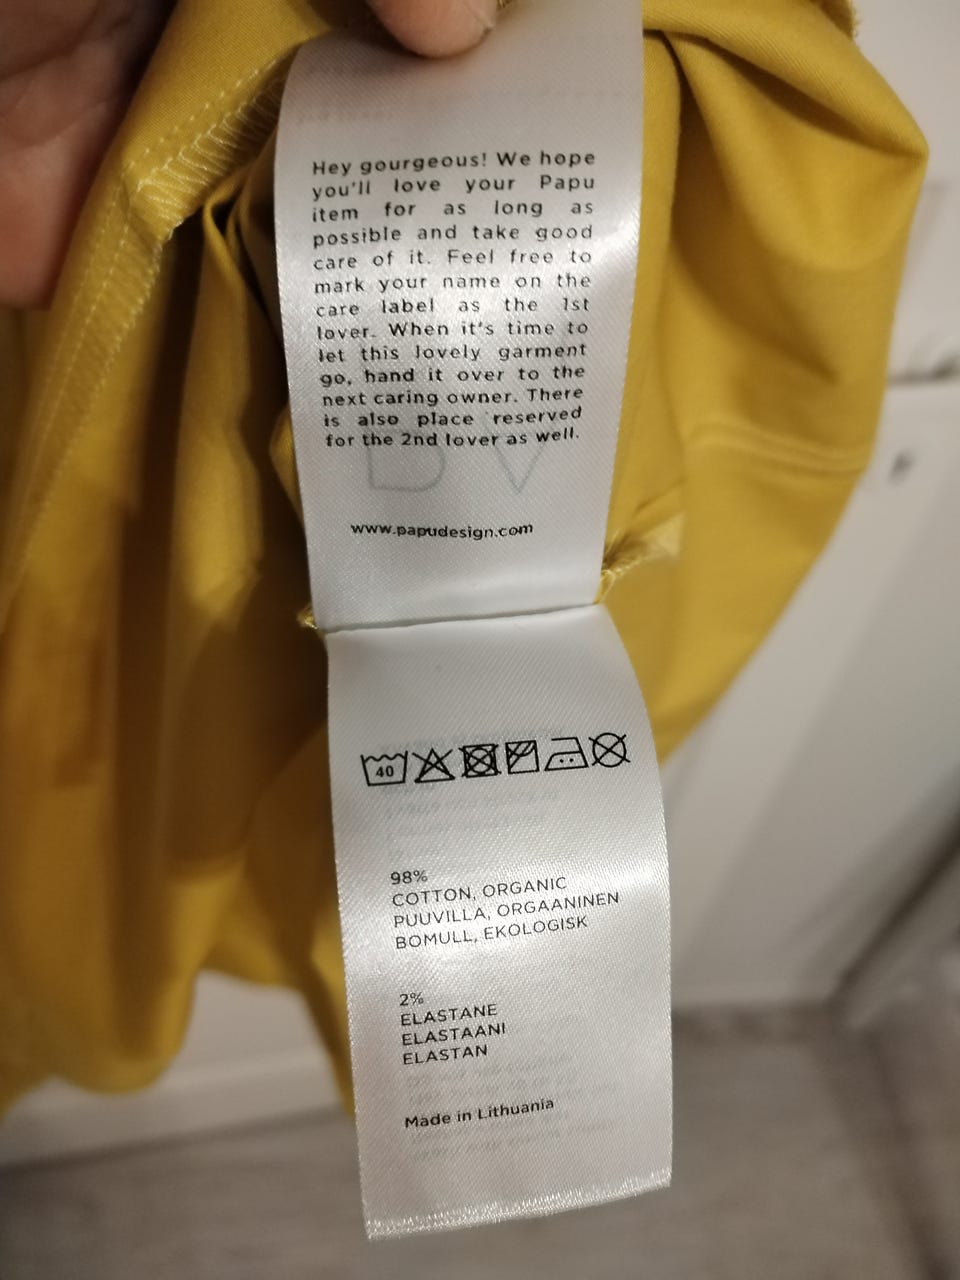 Hey gourgeous! We hope
you'll love your Papu
item for as long as
possible and take good
care of it. Feel free to
mark your name on the
care label as the 1st
lover. When it's time to
let this lovely garment
go, hand it over to the
next caring owner. There
is also place reserved
for the 2nd lover as well.
www.papudesign.com
40
98%
COTTON, ORGANIC
PUUVILLA, ORGAANINEN
BOMULL, EKOLOGISK
2%
ELASTANE
ELASTAANI
ELASTAN
Made in Lithuania